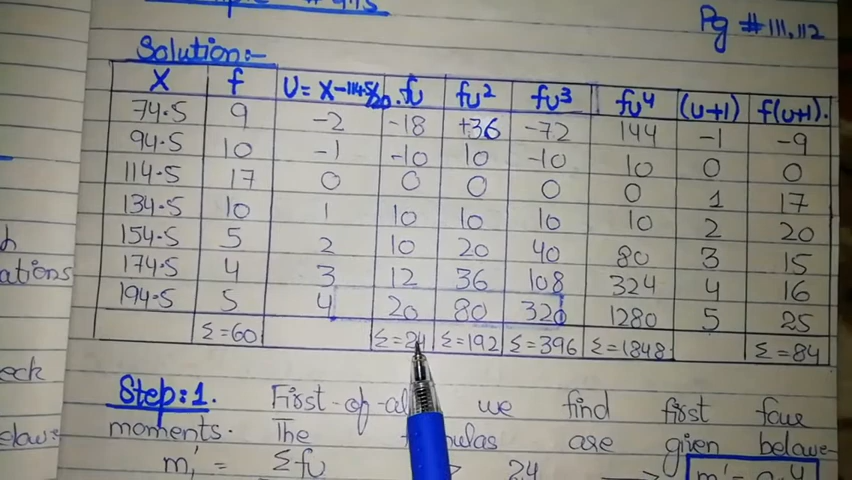 Pg #111,112
Solution:-
X f U = X-114.5/20 . fu fu² fu³ fu⁴ (u+1) f(u+1).
74.5 9 -2 -18 +36 -72 144 -1 -9
94.5 10 -1 -10 10 -10 10 0 0
114.5 17 0 0 0 0 0 1 17
134.5 10 1 10 10 10 10 2 20
154.5 5 2 10 20 40 80 3 15
174.5 4 3 12 36 108 324 4 16
194.5 5 4 20 80 320 1280 5 25
Σ=60 Σ=24 Σ=192 Σ=396 Σ=1848 Σ=84
ations
eck
Step:1. First-of-al we find first four
moments. The are given belawe-
m₁' = Σfu 24